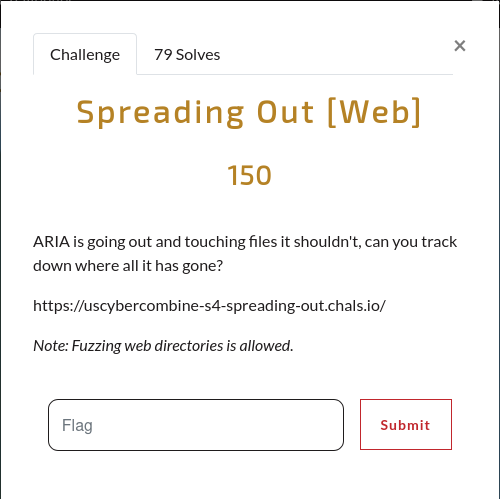 Challenge
79 Solves
×
Spreading Out [Web]
150
ARIA is going out and touching files it shouldn't, can you track
down where all it has gone?
https://uscybercombine-s4-spreading-out.chals.io/
Note: Fuzzing web directories is allowed.
Flag
Submit